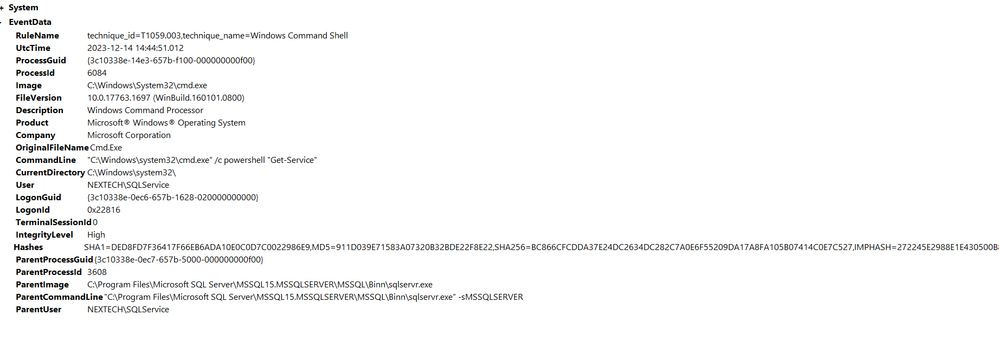 + System
- EventData
RuleName technique_id=T1059.003,technique_name=Windows Command Shell
UtcTime 2023-12-14 14:44:51.012
ProcessGuid {3c10338e-14e3-657b-f100-000000000f00}
ProcessId 6084
Image C:\Windows\System32\cmd.exe
FileVersion 10.0.17763.1697 (WinBuild.160101.0800)
Description Windows Command Processor
Product Microsoft® Windows® Operating System
Company Microsoft Corporation
OriginalFileName Cmd.Exe
CommandLine "C:\Windows\system32\cmd.exe" /c powershell "Get-Service"
CurrentDirectory C:\Windows\system32\
User NEXTECH\SQLService
LogonGuid {3c10338e-0ec6-657b-1628-020000000000}
LogonId 0x22816
TerminalSessionId 0
IntegrityLevel High
Hashes SHA1=DED8FD7F36417F66EB6ADA10E0C0D7C0022986E9,MD5=911D039E71583A07320B32BDE22F8E22,SHA256=BC866CFCDDA37E24DC2634DC282C7A0E6F55209DA17A8FA105B07414C0E7C527,IMPHASH=272245E2988E1E430500B8
ParentProcessGuid {3c10338e-0ec7-657b-5000-000000000f00}
ParentProcessId 3608
ParentImage C:\Program Files\Microsoft SQL Server\MSSQL15.MSSQLSERVER\MSSQL\Binn\sqlservr.exe
ParentCommandLine "C:\Program Files\Microsoft SQL Server\MSSQL15.MSSQLSERVER\MSSQL\Binn\sqlservr.exe" -sMSSQLSERVER
ParentUser NEXTECH\SQLService